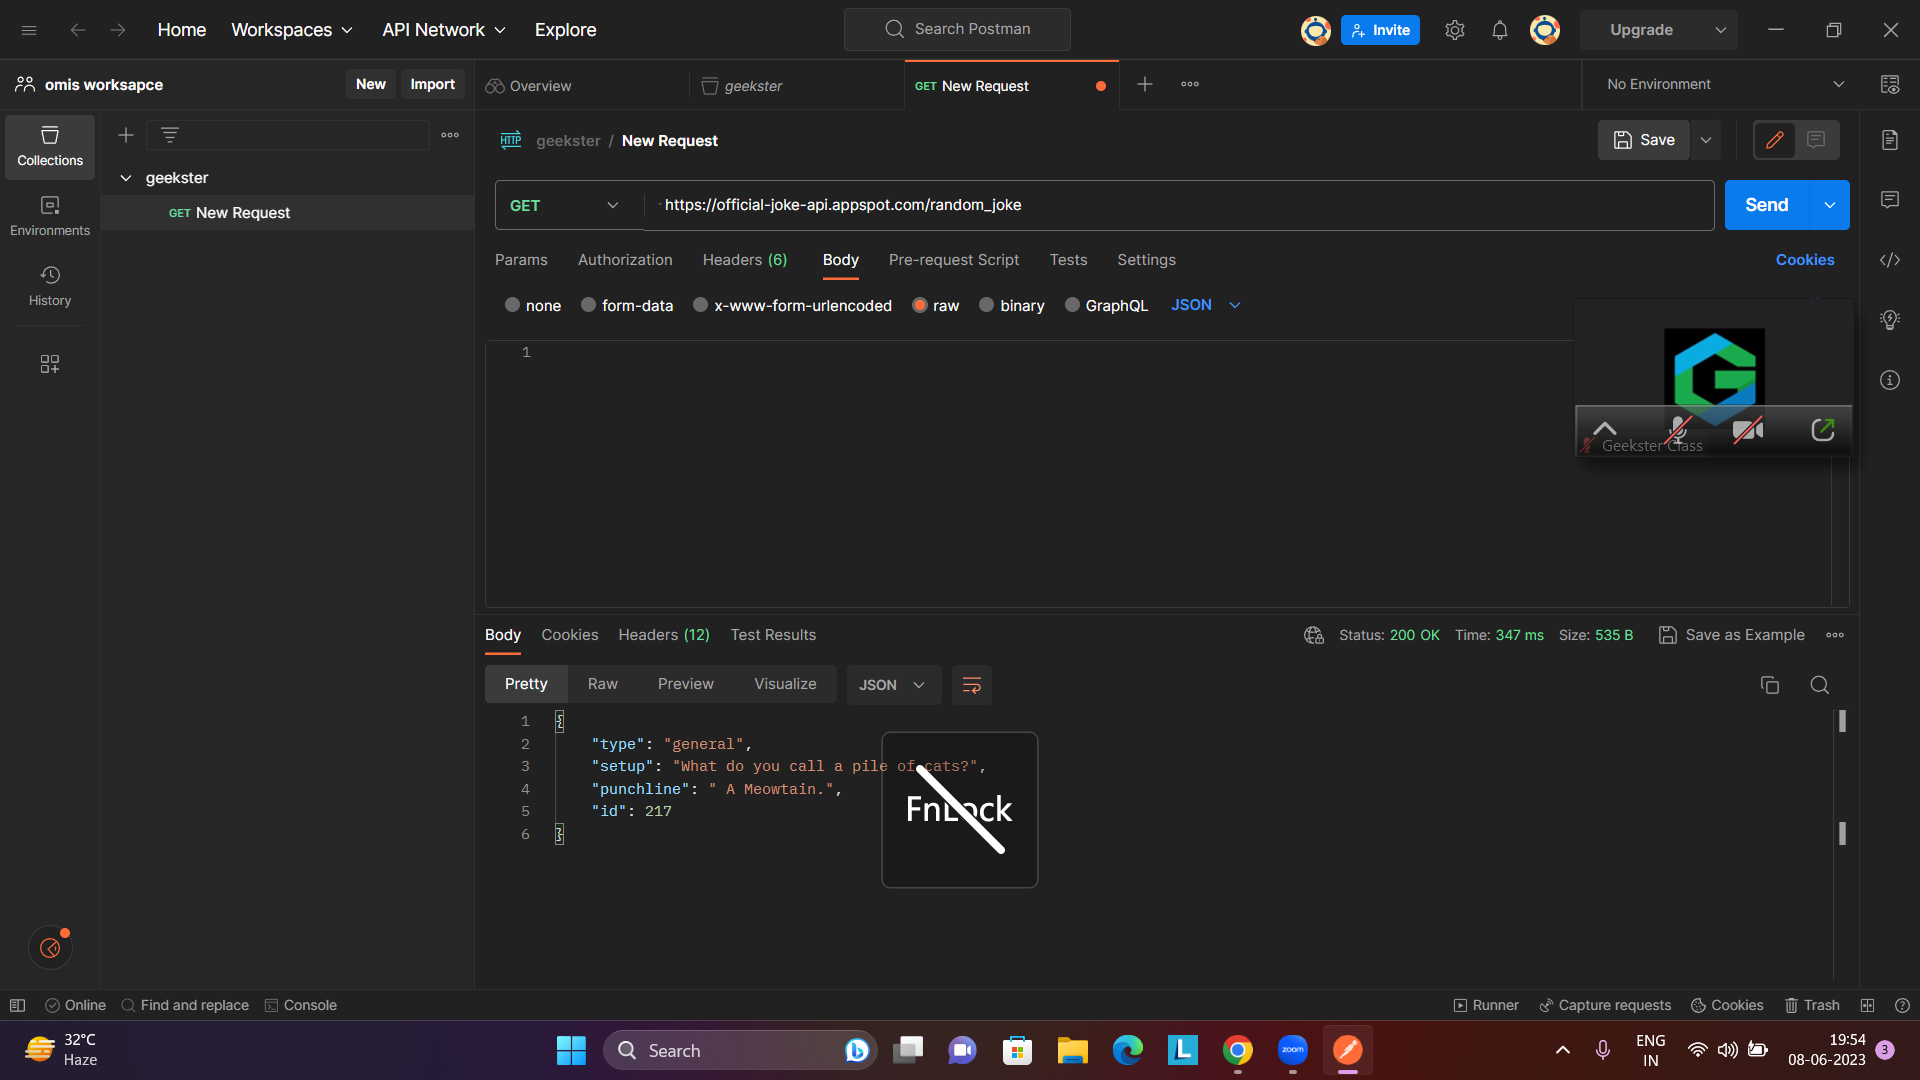 Home Workspaces API Network Explore Search Postman Invite Upgrade
omis worksapce New Import Overview geekster GET New Request No Environment
HTTP geekster / New Request Save
Collections
geekster
GET New Request
GET https://official-joke-api.appspot.com/random_joke Send
Environments
Params Authorization Headers (6) Body Pre-request Script Tests Settings Cookies
History
none form-data x-www-form-urlencoded raw binary GraphQL JSON
1
Geekster Class
Body Cookies Headers (12) Test Results Status: 200 OK Time: 347 ms Size: 535 B Save as Example
Pretty Raw Preview Visualize JSON
1 {
2 "type": "general",
3 "setup": "What do you call a pile of cats?",
4 "punchline": " A Meowtain.",
5 "id": 217
6 }
FnLock
Online Find and replace Console Runner Capture requests Cookies Trash
32°C
Haze
Search
zoom
ENG
IN
19:54
08-06-2023
3